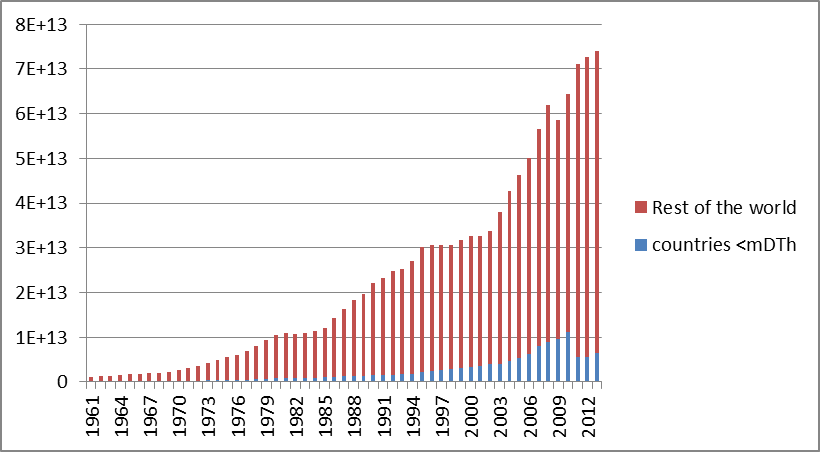 8E+13
7E+13
6E+13
5E+13
4E+13
3E+13
2E+13
1E+13
0
1961
1964
1967
1970
1973
1976
1979
1982
1985
1988
1991
1994
1997
2000
2003
2006
2009
2012
Rest of the world
countries <mDTh